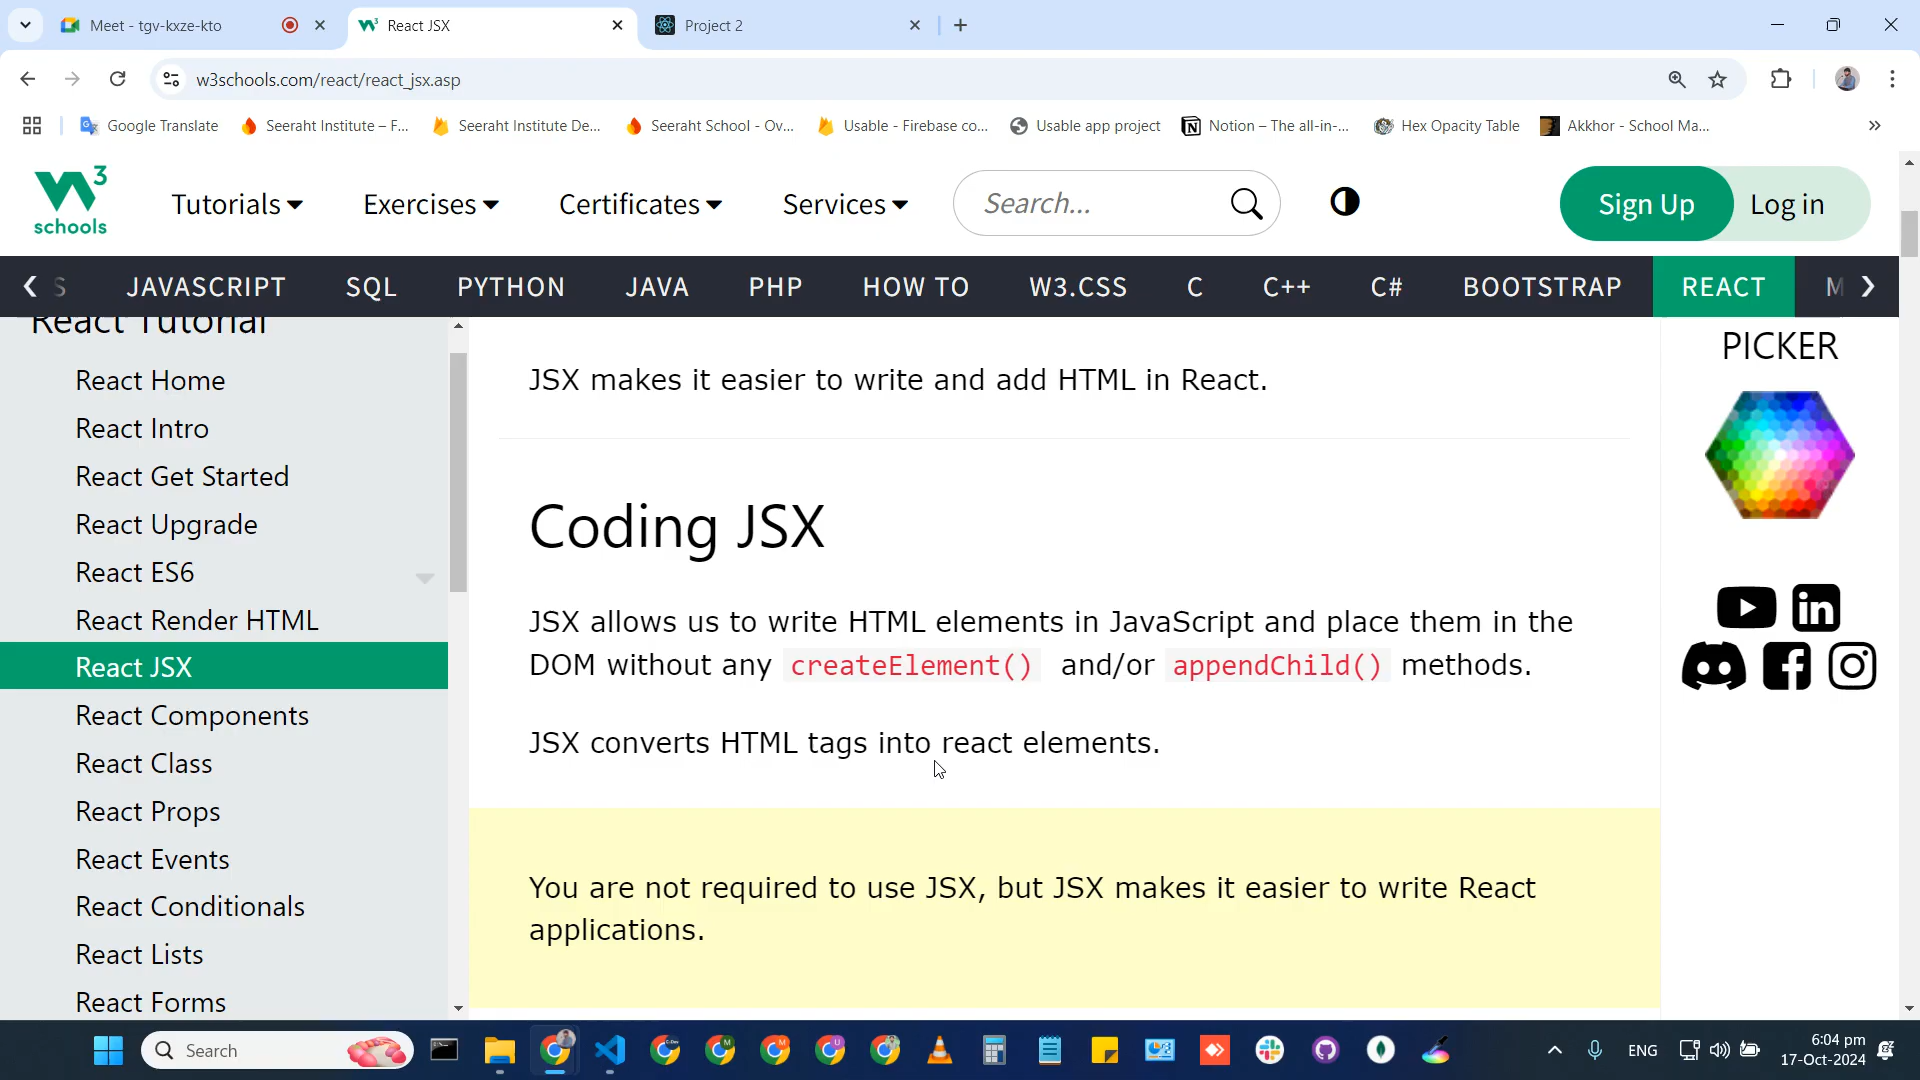 Meet - tgv-kxze-kto
React JSX
Project 2
w3schools.com/react/react_jsx.asp
Google Translate
Seeraht Institute – F...
Seeraht Institute De...
Seeraht School - Ov...
Usable - Firebase co...
Usable app project
Notion – The all-in-...
Hex Opacity Table
Akkhor - School Ma...
3
schools
Tutorials
Exercises
Certificates
Services
Search...
Sign Up
Log in
S
JAVASCRIPT
SQL
PYTHON
JAVA
PHP
HOW TO
W3.CSS
C
C++
C#
BOOTSTRAP
REACT
M
React Tutorial
React Home
React Intro
React Get Started
React Upgrade
React ES6
React Render HTML
React JSX
React Components
React Class
React Props
React Events
React Conditionals
React Lists
React Forms
JSX makes it easier to write and add HTML in React.
Coding JSX
JSX allows us to write HTML elements in JavaScript and place them in the
DOM without any createElement() and/or appendChild() methods.
JSX converts HTML tags into react elements.
You are not required to use JSX, but JSX makes it easier to write React
applications.
PICKER
Search
ENG
6:04 pm
17-Oct-2024